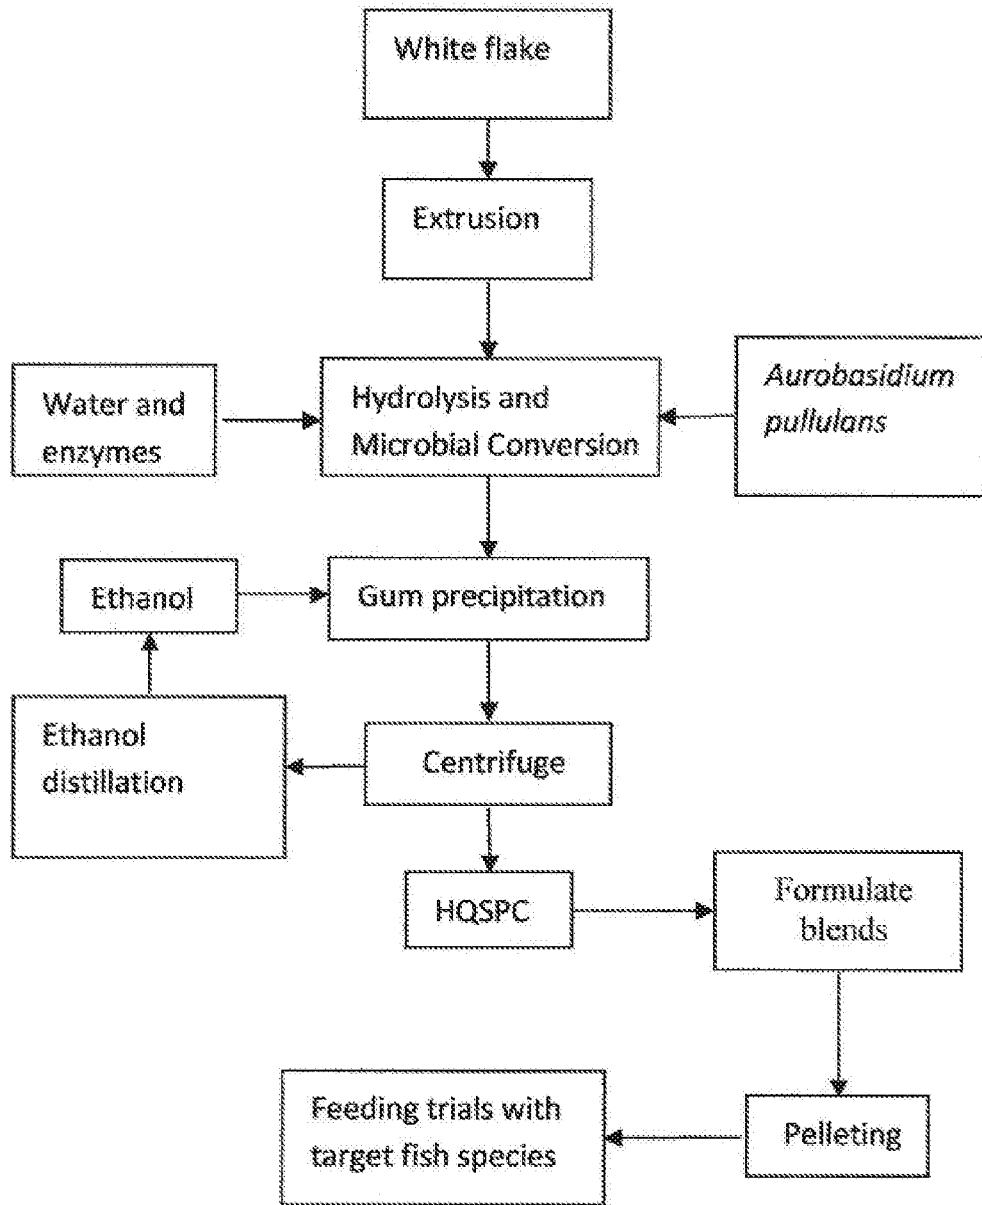 White flake
Extrusion
Water and
enzymes
Hydrolysis and
Microbial Conversion
Aurobasidium
pullulans
Ethanol
Gum precipitation
Ethanol
distillation
Centrifuge
HQSPC
Formulate
blends
Feeding trials with
target fish species
Pelleting